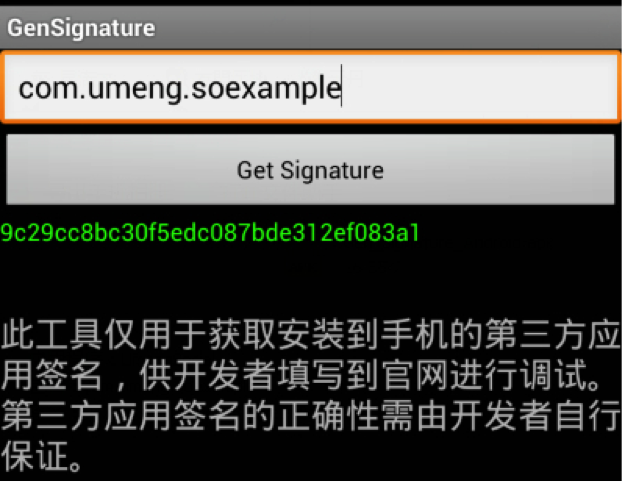 GenSignature
com.umeng.soexample
Get Signature
9c29cc8bc30f5edc087bde312ef083a1
此工具仅用于获取安装到手机的第三方应
用签名，供开发者填写到官网进行调试。
第三方应用签名的正确性需由开发者自行
保证。